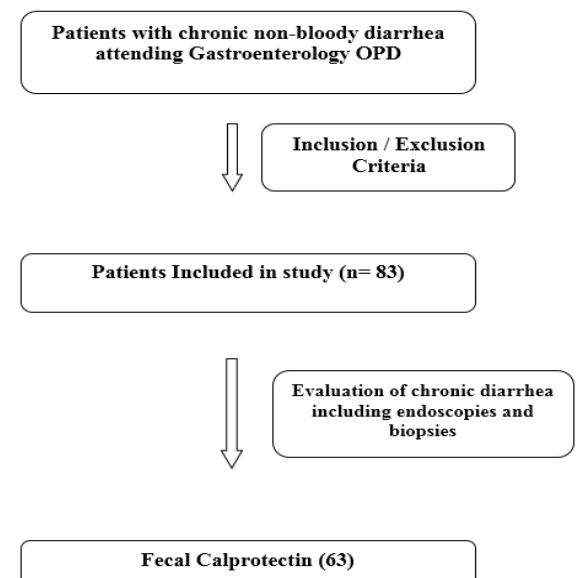 Patients with chronic non-bloody diarrhea
attending Gastroenterology OPD
Inclusion / Exclusion
Criteria
Patients Included in study (n= 83)
Evaluation of chronic diarrhea
including endoscopies and
biopsies
Fecal Calprotectin (63)